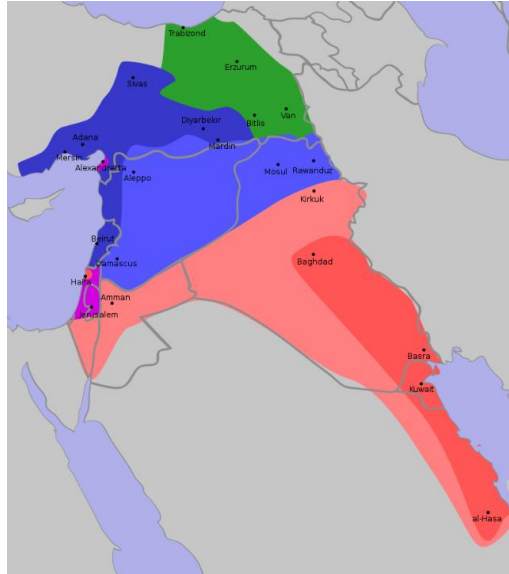 Trabizond
Erzurum
Sivas
Van
Bitlis
Diyarbekir
Mardin
Adana
Mersin
Alexandretta
Aleppo
Mosul
Rawanduz
Kirkuk
Beirut
Damascus
Baghdad
Haifa
Amman
Jerusalem
Basra
Kuwait
al-Hasa